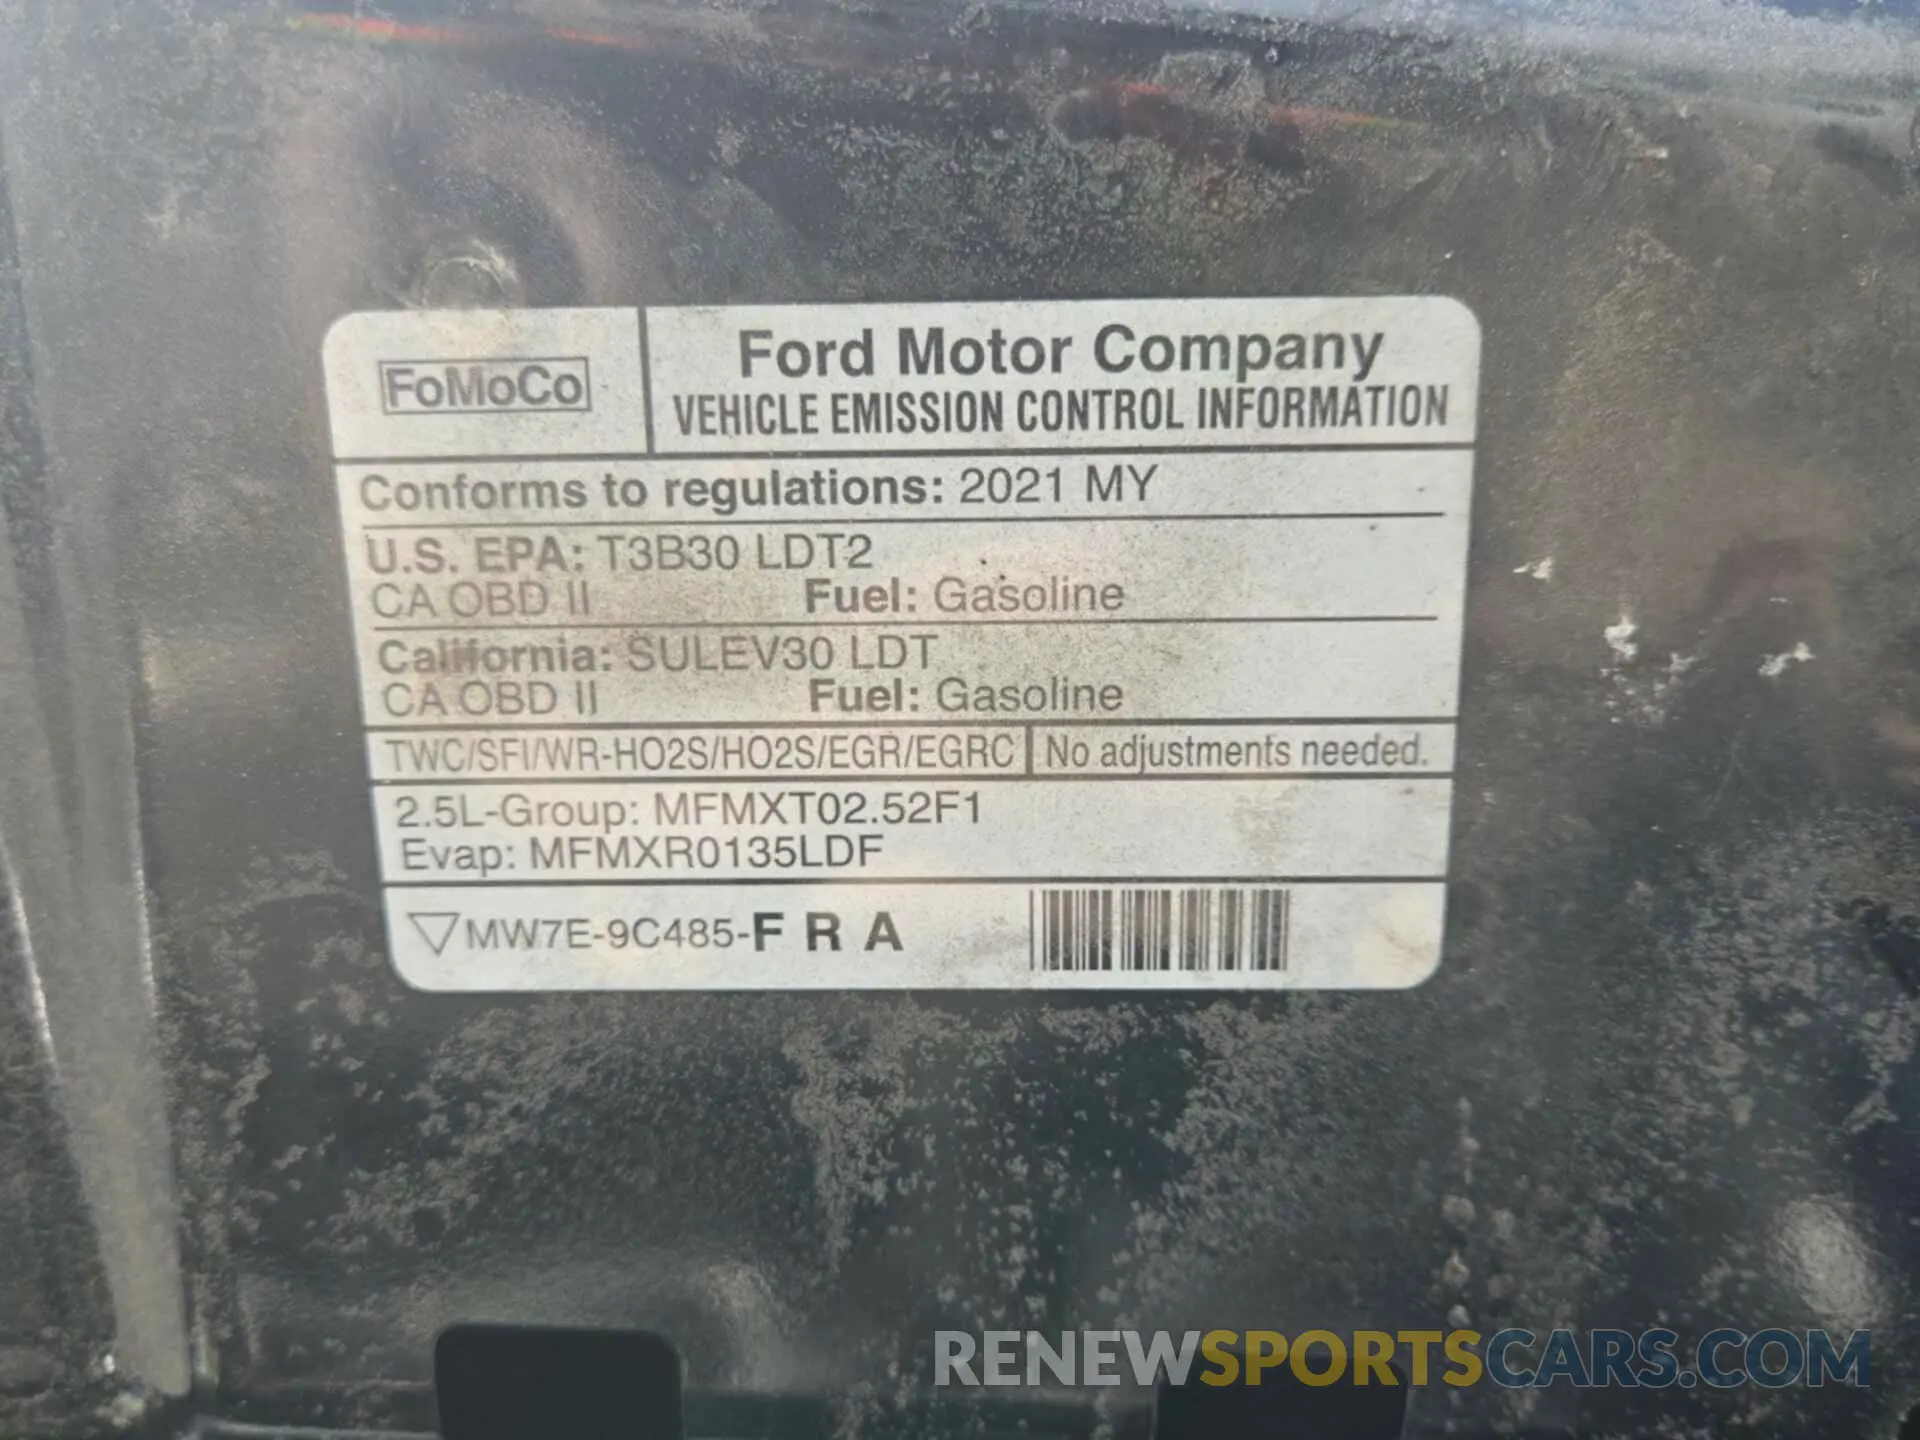 FoMoCo
Ford Motor Company
VEHICLE EMISSION CONTROL INFORMATION
Conforms to regulations: 2021 MY
U.S. EPA: T3B30 LDT2
CA OBD II Fuel: Gasoline
California: SULEV30 LDT
CA OBD II Fuel: Gasoline
TWC/SFI/WR-HO2S/HO2S/EGR/EGRC No adjustments needed.
2.5L-Group: MFMXT02.52F1
Evap: MFMXR0135LDF
MW7E-9C485-F R A
RENEWSPORTSCARS.COM